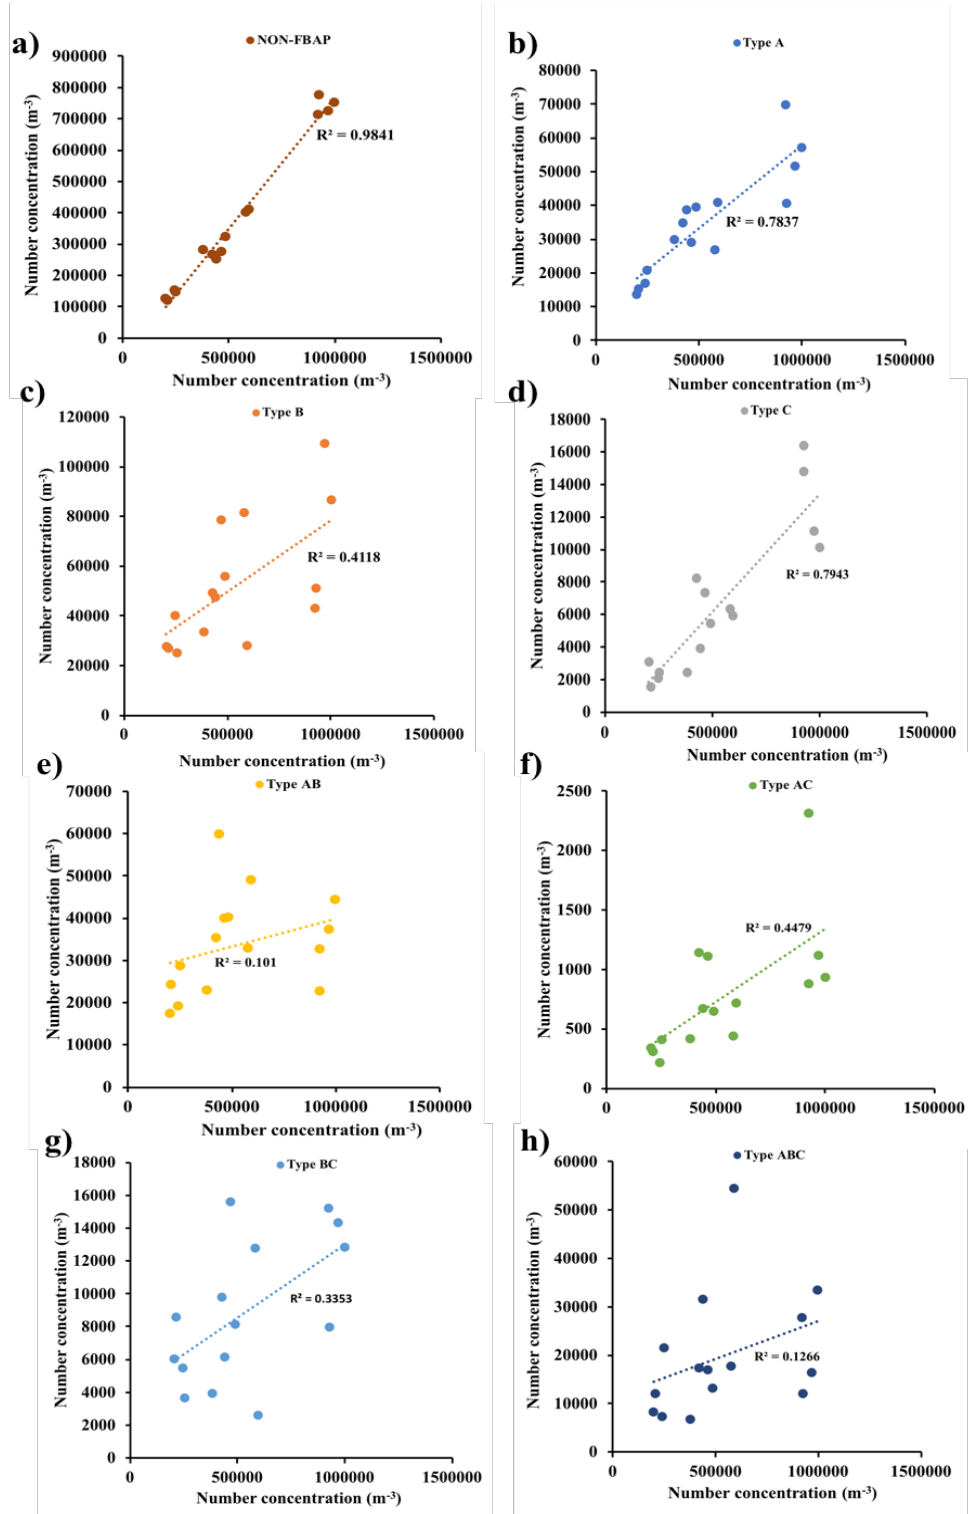 a)
NON-FBAP
900000
800000
700000
600000
500000
400000
300000
200000
100000
0
Number concentration (m-3)
R² = 0.9841
0 500000 1000000 1500000
Number concentration (m-3)
b)
Type A
80000
70000
60000
50000
40000
30000
20000
10000
0
Number concentration (m-3)
R² = 0.7837
0 500000 1000000 1500000
Number concentration (m-3)
c)
Type B
120000
100000
80000
60000
40000
20000
0
Number concentration (m-3)
R² = 0.4118
0 500000 1000000 1500000
Number concentration (m-3)
d)
Type C
18000
16000
14000
12000
10000
8000
6000
4000
2000
0
Number concentration (m-3)
R² = 0.7943
0 500000 1000000 1500000
Number concentration (m-3)
e)
Type AB
70000
60000
50000
40000
30000
20000
10000
0
Number concentration (m-3)
R² = 0.101
0 500000 1000000 1500000
Number concentration (m-3)
f)
Type AC
2500
2000
1500
1000
500
0
Number concentration (m-3)
R² = 0.4479
0 500000 1000000 1500000
Number concentration (m-3)
g)
Type BC
18000
16000
14000
12000
10000
8000
6000
4000
2000
0
Number concentration (m-3)
R² = 0.3353
0 500000 1000000 1500000
Number concentration (m-3)
h)
Type ABC
60000
50000
40000
30000
20000
10000
0
Number concentration (m-3)
R² = 0.1266
0 500000 1000000 1500000
Number concentration (m-3)